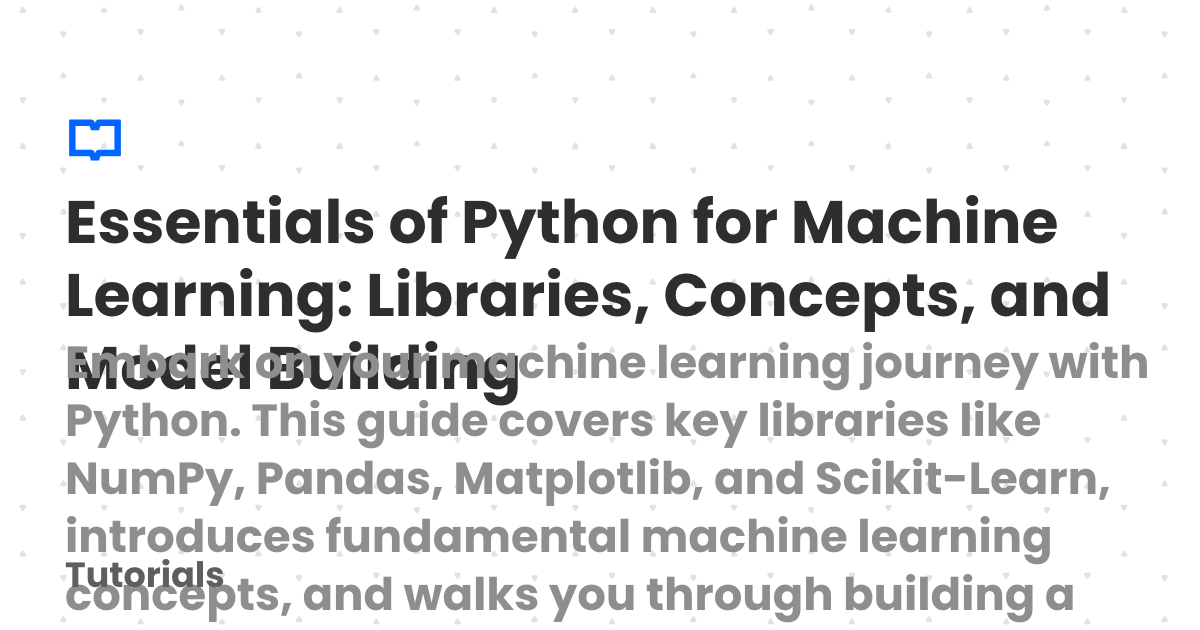 Essentials of Python for Machine
Learning: Libraries, Concepts, and
Model Building
Embark on your machine learning journey with
Python. This guide covers key libraries like
NumPy, Pandas, Matplotlib, and Scikit-Learn,
introduces fundamental machine learning
Tutorials
concepts, and walks you through building a